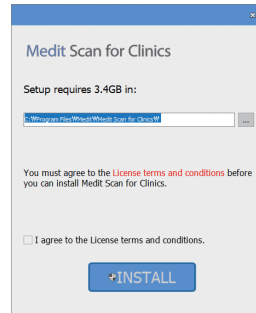 Medit Scan for Clinics
Setup requires 3.4GB in:
C:₩Program Files₩Medit₩Medit Scan for Clinics₩
...
You must agree to the License terms and conditions before
you can install Medit Scan for Clinics.
I agree to the License terms and conditions.
INSTALL